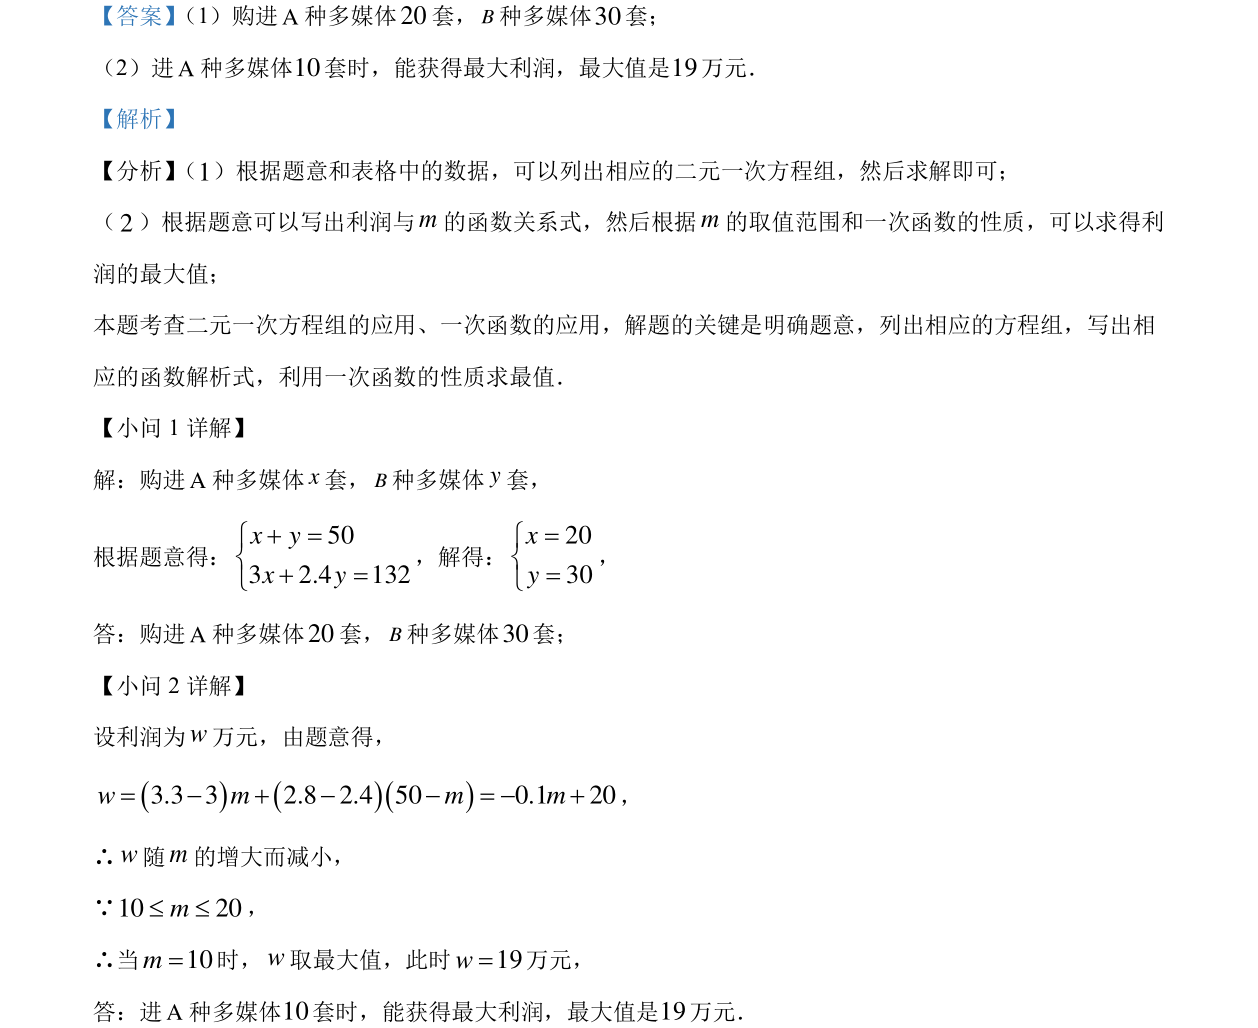 【答案】（1）购进A种多媒体20套，B种多媒体30套；
（2）进A种多媒体10套时，能获得最大利润，最大值是19万元．
【解析】
【分析】（1）根据题意和表格中的数据，可以列出相应的二元一次方程组，然后求解即可；
（2）根据题意可以写出利润与m的函数关系式，然后根据m的取值范围和一次函数的性质，可以求得利
润的最大值；
本题考查二元一次方程组的应用、一次函数的应用，解题的关键是明确题意，列出相应的方程组，写出相
应的函数解析式，利用一次函数的性质求最值．
【小问1详解】
解：购进A种多媒体x套，B种多媒体y套，
根据题意得：{x+y=50 3x+2.4y=132，解得：{x=20 y=30，
答：购进A种多媒体20套，B种多媒体30套；
【小问2详解】
设利润为w万元，由题意得，
w=(3.3−3)m+(2.8−2.4)(50−m)=−0.1m+20，
∴w随m的增大而减小，
∵10≤m≤20，
∴当m=10时，w取最大值，此时w=19万元，
答：进A种多媒体10套时，能获得最大利润，最大值是19万元．